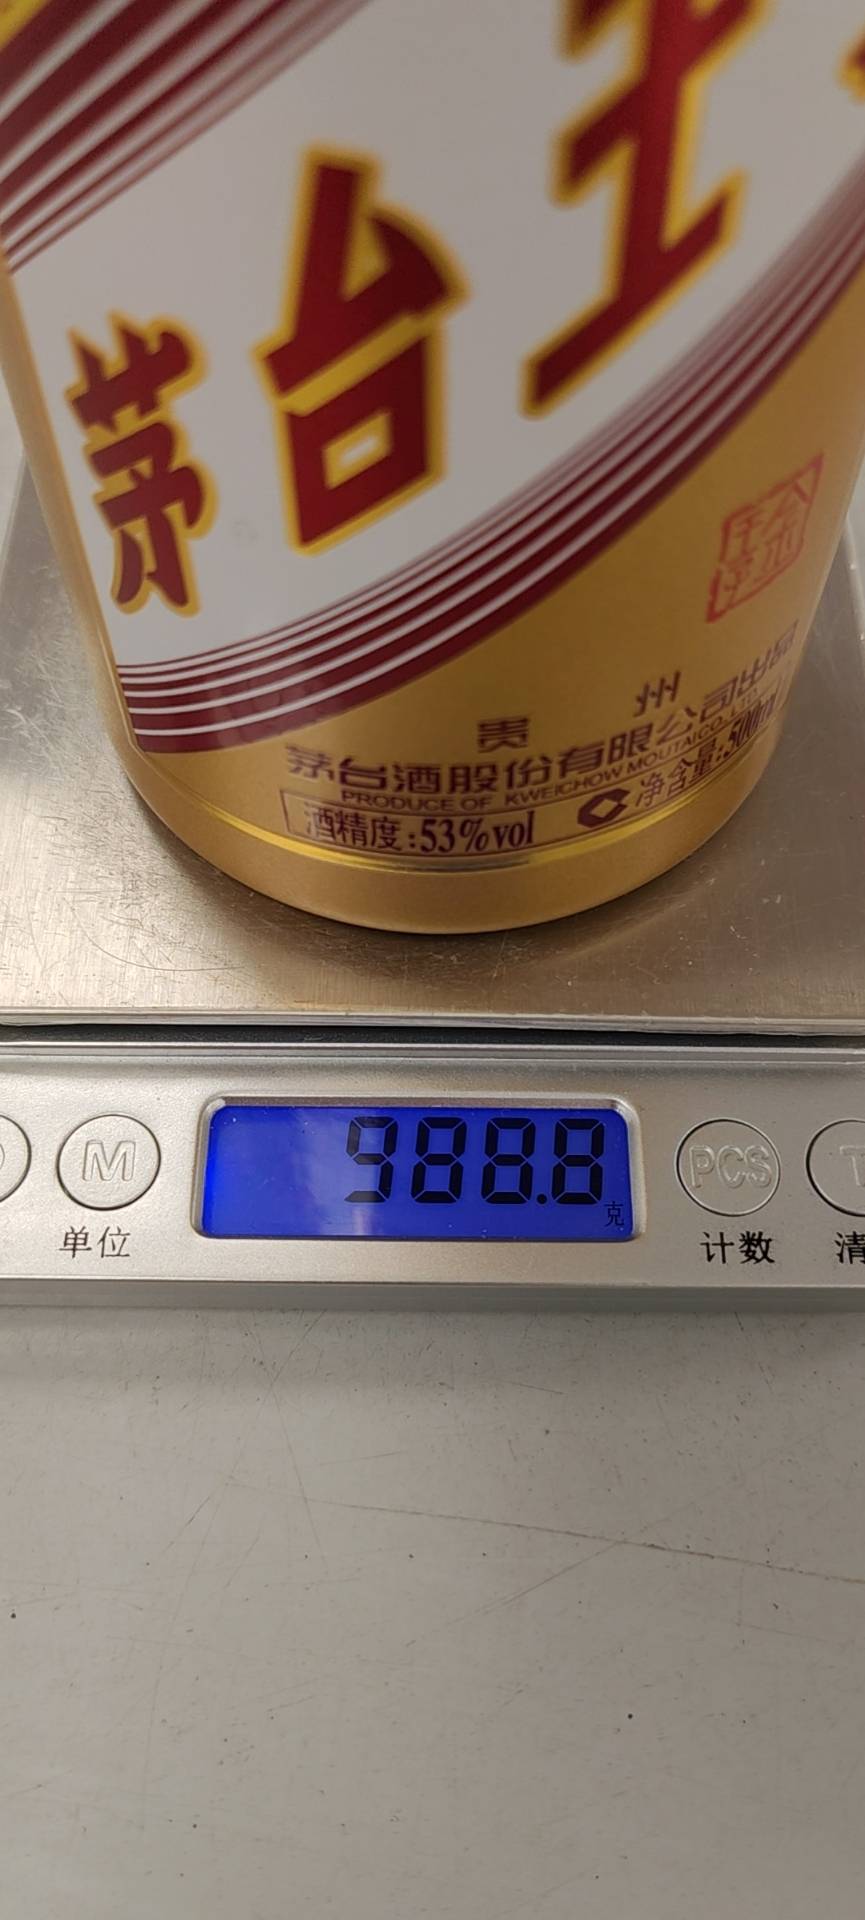 茅台王
贵州
茅台酒股份有限公司出品
PRODUCE OF KWEICHOW MOUTAI CO., LTD.
酒精度:53%vol 净含量:500ml
988.8
克
M
PCS
T
单位
计数
清